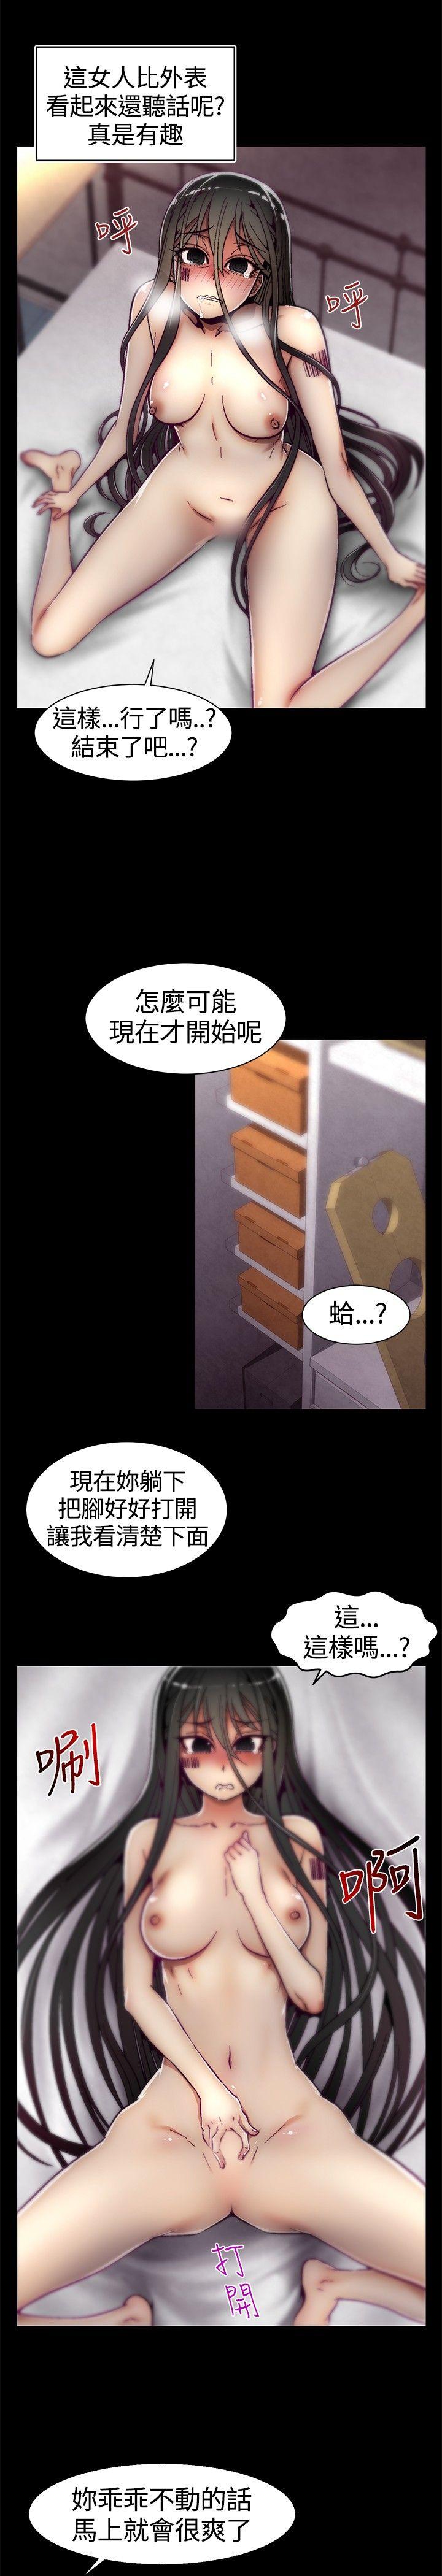 這女人比外表
看起來還聽話呢?
真是有趣
呼
呼
這樣...行了嗎..?
結束了吧...?
怎麼可能
現在才開始呢
蛤...?
現在妳躺下
把腳好好打開
讓我看清楚下面
這...
這樣嗎...?
唰
啊
打
開
妳乖乖不動的話
馬上就會很爽了